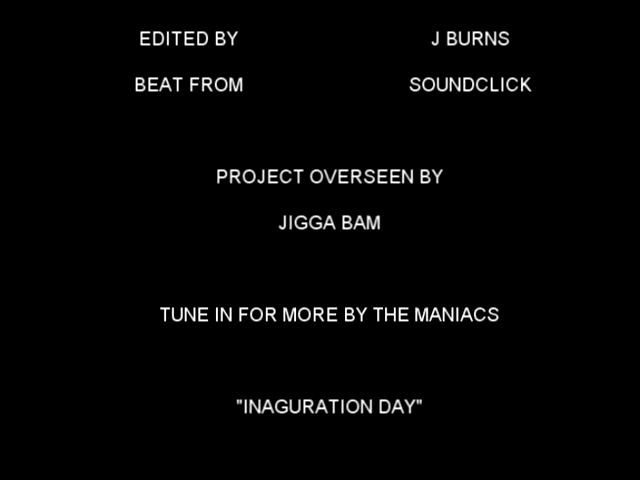 EDITED BY J BURNS
BEAT FROM SOUNDCLICK
PROJECT OVERSEEN BY
JIGGA BAM
TUNE IN FOR MORE BY THE MANIACS
"INAGURATION DAY"